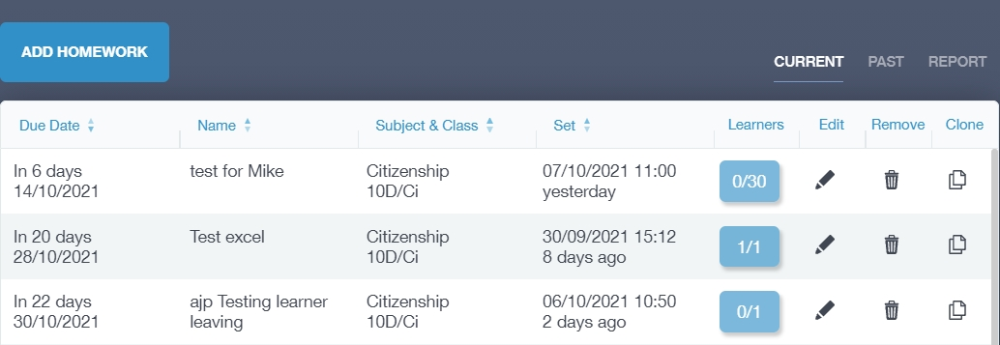 ADD HOMEWORK
CURRENT PAST REPORT
Due Date Name Subject & Class Set Learners Edit Remove Clone
In 6 days test for Mike Citizenship 07/10/2021 11:00 0/30
14/10/2021 10D/Ci yesterday
In 20 days Test excel Citizenship 30/09/2021 15:12 1/1
28/10/2021 10D/Ci 8 days ago
In 22 days ajp Testing learner Citizenship 06/10/2021 10:50 0/1
30/10/2021 leaving 10D/Ci 2 days ago